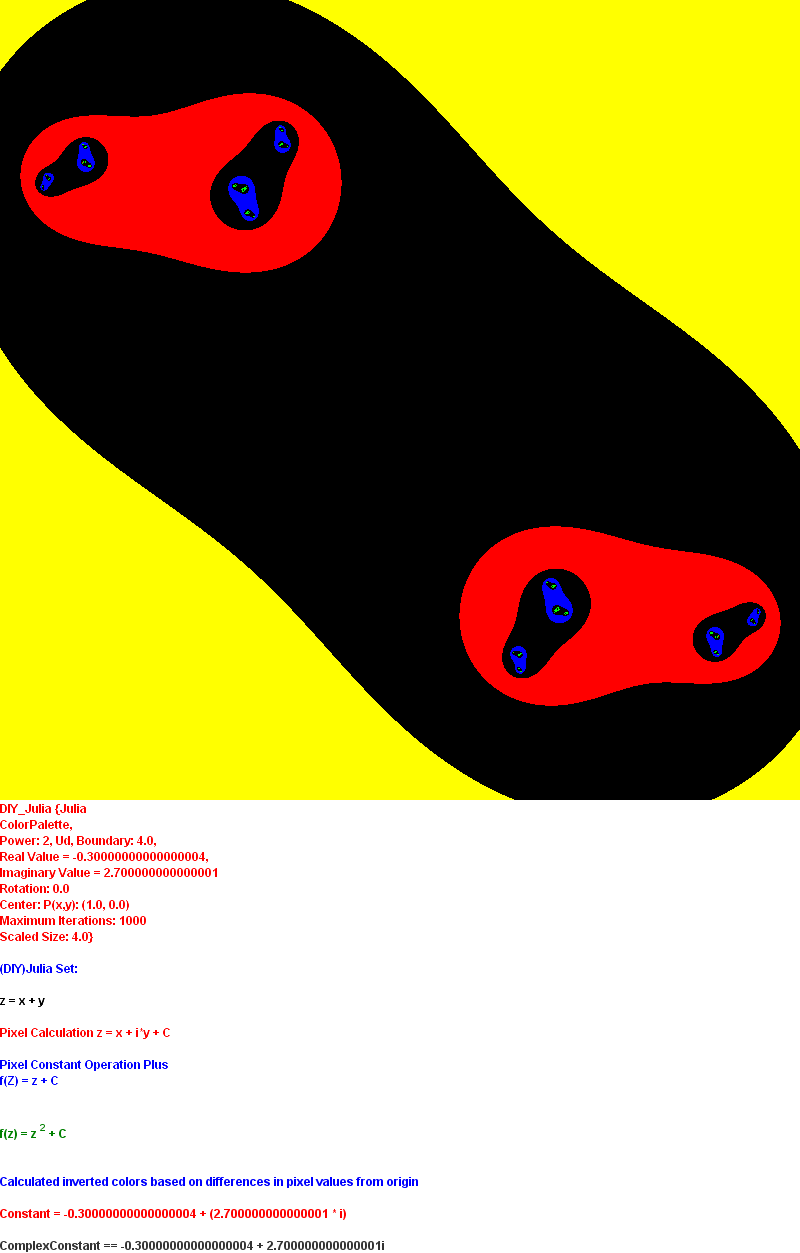 DIY_Julia {Julia
ColorPalette,
Power: 2, Ud, Boundary: 4.0,
Real Value = -0.30000000000000004,
Imaginary Value = 2.700000000000001
Rotation: 0.0
Center: P(x,y): (1.0, 0.0)
Maximum Iterations: 1000
Scaled Size: 4.0}
(DIY)Julia Set:
z = x + y
Pixel Calculation z = x + i*y + C
Pixel Constant Operation Plus
f(Z) = z + C
f(z) = z 2 + C
Calculated inverted colors based on differences in pixel values from origin
Constant = -0.30000000000000004 + (2.700000000000001 * i)
ComplexConstant == -0.30000000000000004 + 2.700000000000001i